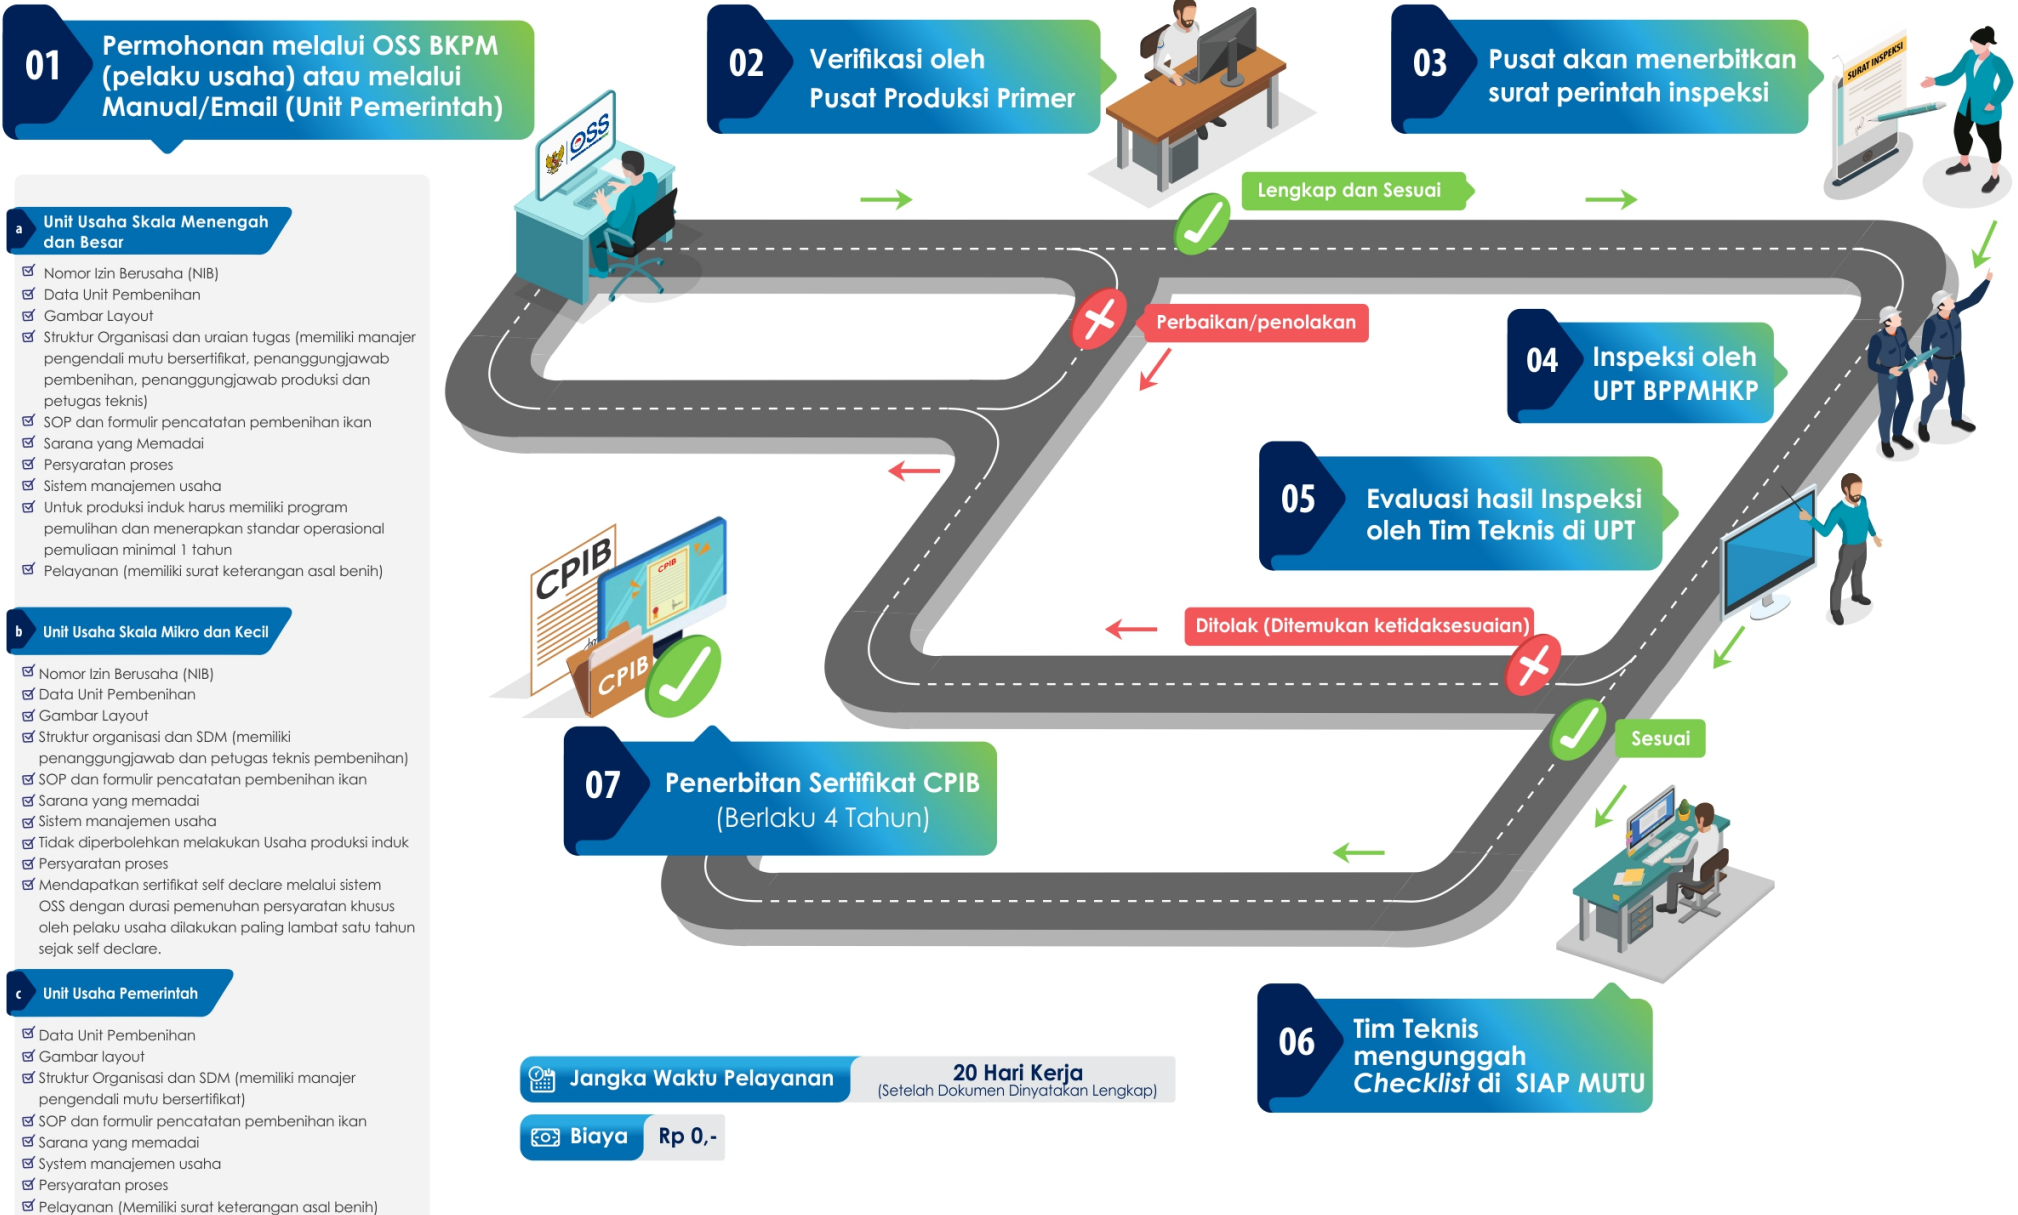 01
Permohonan melalui OSS BKPM
(pelaku usaha) atau melalui
Manual/Email (Unit Pemerintah)
02
Verifikasi oleh
Pusat Produksi Primer
03
Pusat akan menerbitkan
surat perintah inspeksi
SURAT INSPEKSI
OSS
Lengkap dan Sesuai
Perbaikan/penolakan
a
Unit Usaha Skala Menengah
dan Besar
Nomor Izin Berusaha (NIB)
Data Unit Pembenihan
Gambar Layout
Struktur Organisasi dan uraian tugas (memiliki manajer
pengendali mutu bersertifikat, penanggungjawab
pembenihan, penanggungjawab produksi dan
petugas teknis)
SOP dan formulir pencatatan pembenihan ikan
Sarana yang Memadai
Persyaratan proses
Sistem manajemen usaha
Untuk produksi induk harus memiliki program
pemulihan dan menerapkan standar operasional
pemuliaan minimal 1 tahun
Pelayanan (memiliki surat keterangan asal benih)
b
Unit Usaha Skala Mikro dan Kecil
Nomor Izin Berusaha (NIB)
Data Unit Pembenihan
Gambar Layout
Struktur organisasi dan SDM (memiliki
penanggungjawab dan petugas teknis pembenihan)
SOP dan formulir pencatatan pembenihan ikan
Sarana yang memadai
Sistem manajemen usaha
Tidak diperbolehkan melakukan Usaha produksi induk
Persyaratan proses
Mendapatkan sertifikat self declare melalui sistem
OSS dengan durasi pemenuhan persyaratan khusus
oleh pelaku usaha dilakukan paling lambat satu tahun
sejak self declare.
c
Unit Usaha Pemerintah
Data Unit Pembenihan
Gambar layout
Struktur Organisasi dan SDM (memiliki manajer
pengendali mutu bersertifikat)
SOP dan formulir pencatatan pembenihan ikan
Sarana yang memadai
System manajemen usaha
Persyaratan proses
Pelayanan (Memiliki surat keterangan asal benih)
04
Inspeksi oleh
UPT BPPMHKP
05
Evaluasi hasil Inspeksi
oleh Tim Teknis di UPT
Ditolak (Ditemukan ketidaksesuaian)
Sesuai
CPIB
CPIB
CPIB
07
Penerbitan Sertifikat CPIB
(Berlaku 4 Tahun)
06
Tim Teknis
mengunggah
Checklist di SIAP MUTU
Jangka Waktu Pelayanan
20 Hari Kerja
(Setelah Dokumen Dinyatakan Lengkap)
Biaya
Rp 0,-